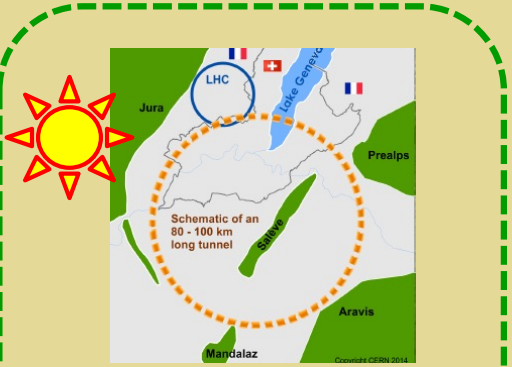 LHC
Lake Geneva
Jura
Prealps
Schematic of an
80 - 100 km
long tunnel
Salève
Aravis
Mandalaz
Copyright CERN 2014